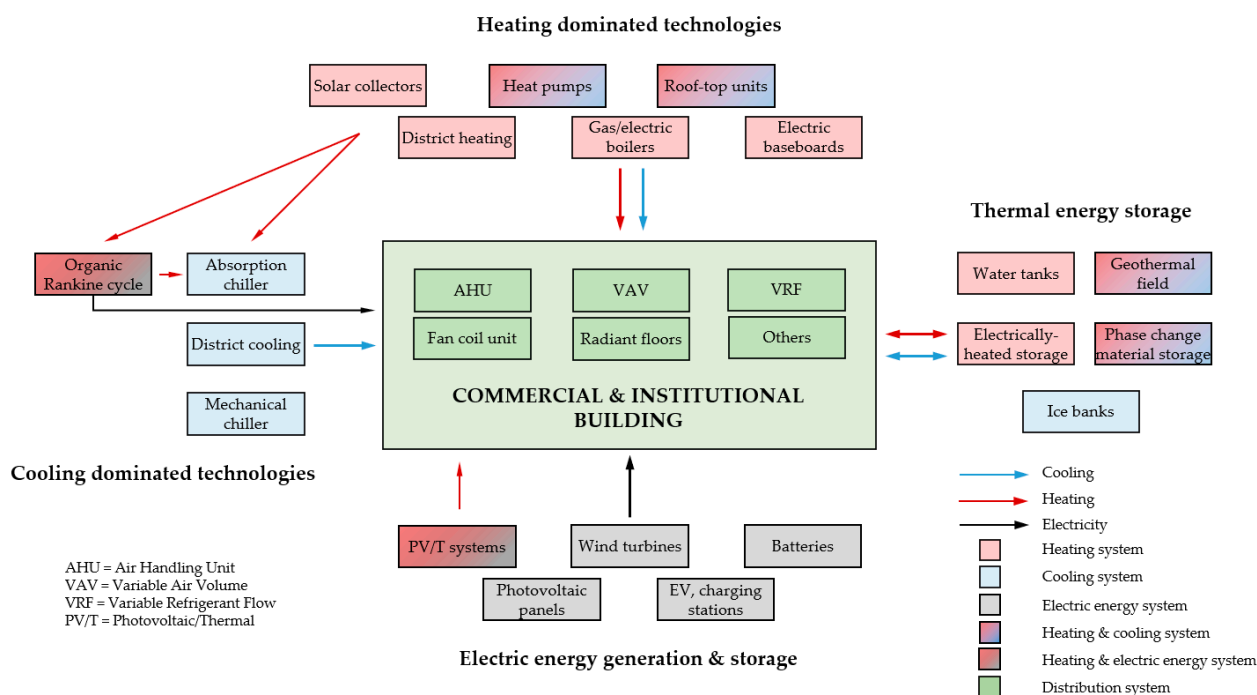 Heating dominated technologies
Solar collectors
Heat pumps
Roof-top units
District heating
Gas/electric
boilers
Electric
baseboards
Thermal energy storage
Organic
Rankine cycle
Absorption
chiller
District cooling
Mechanical
chiller
Cooling dominated technologies
AHU
VAV
VRF
Fan coil unit
Radiant floors
Others
COMMERCIAL & INSTITUTIONAL
BUILDING
Water tanks
Geothermal
field
Electrically-
heated storage
Phase change
material storage
Ice banks
PV/T systems
Wind turbines
Batteries
Photovoltaic
panels
EV, charging
stations
Electric energy generation & storage
AHU = Air Handling Unit
VAV = Variable Air Volume
VRF = Variable Refrigerant Flow
PV/T = Photovoltaic/Thermal
Cooling
Heating
Electricity
Heating system
Cooling system
Electric energy system
Heating & cooling system
Heating & electric energy system
Distribution system